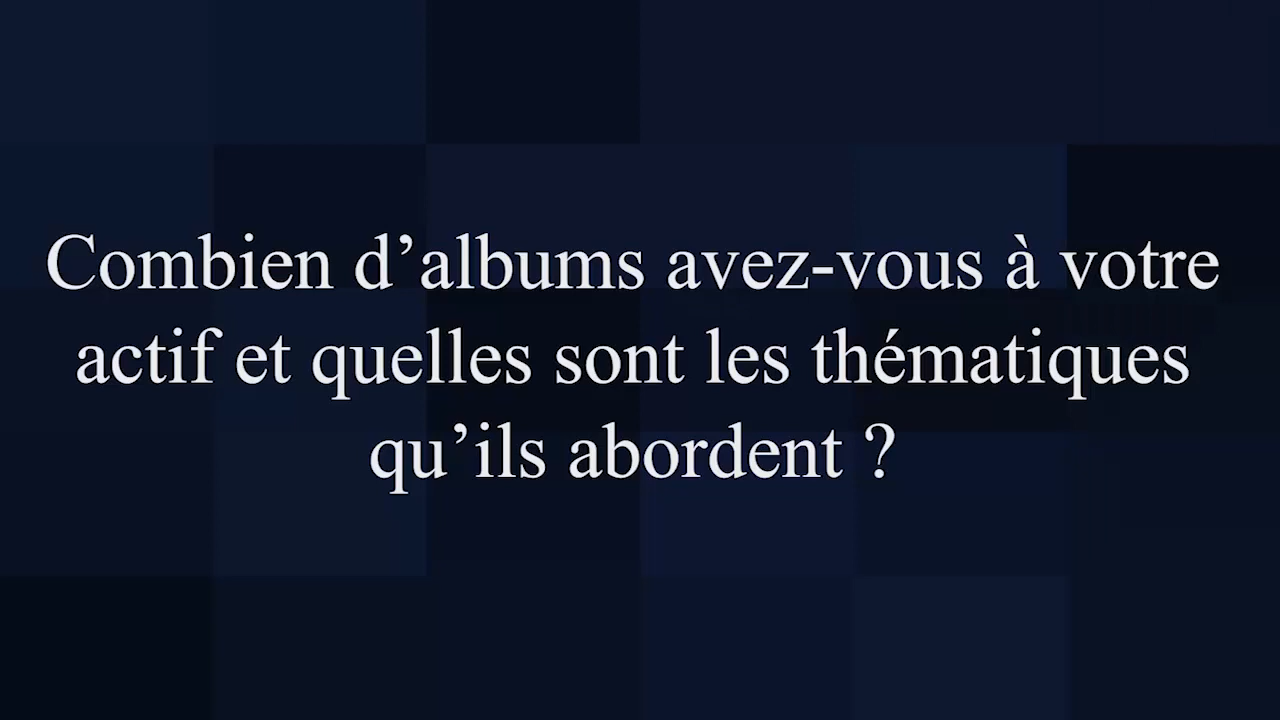 Combien d’albums avez-vous à votre
actif et quelles sont les thématiques
qu’ils abordent ?